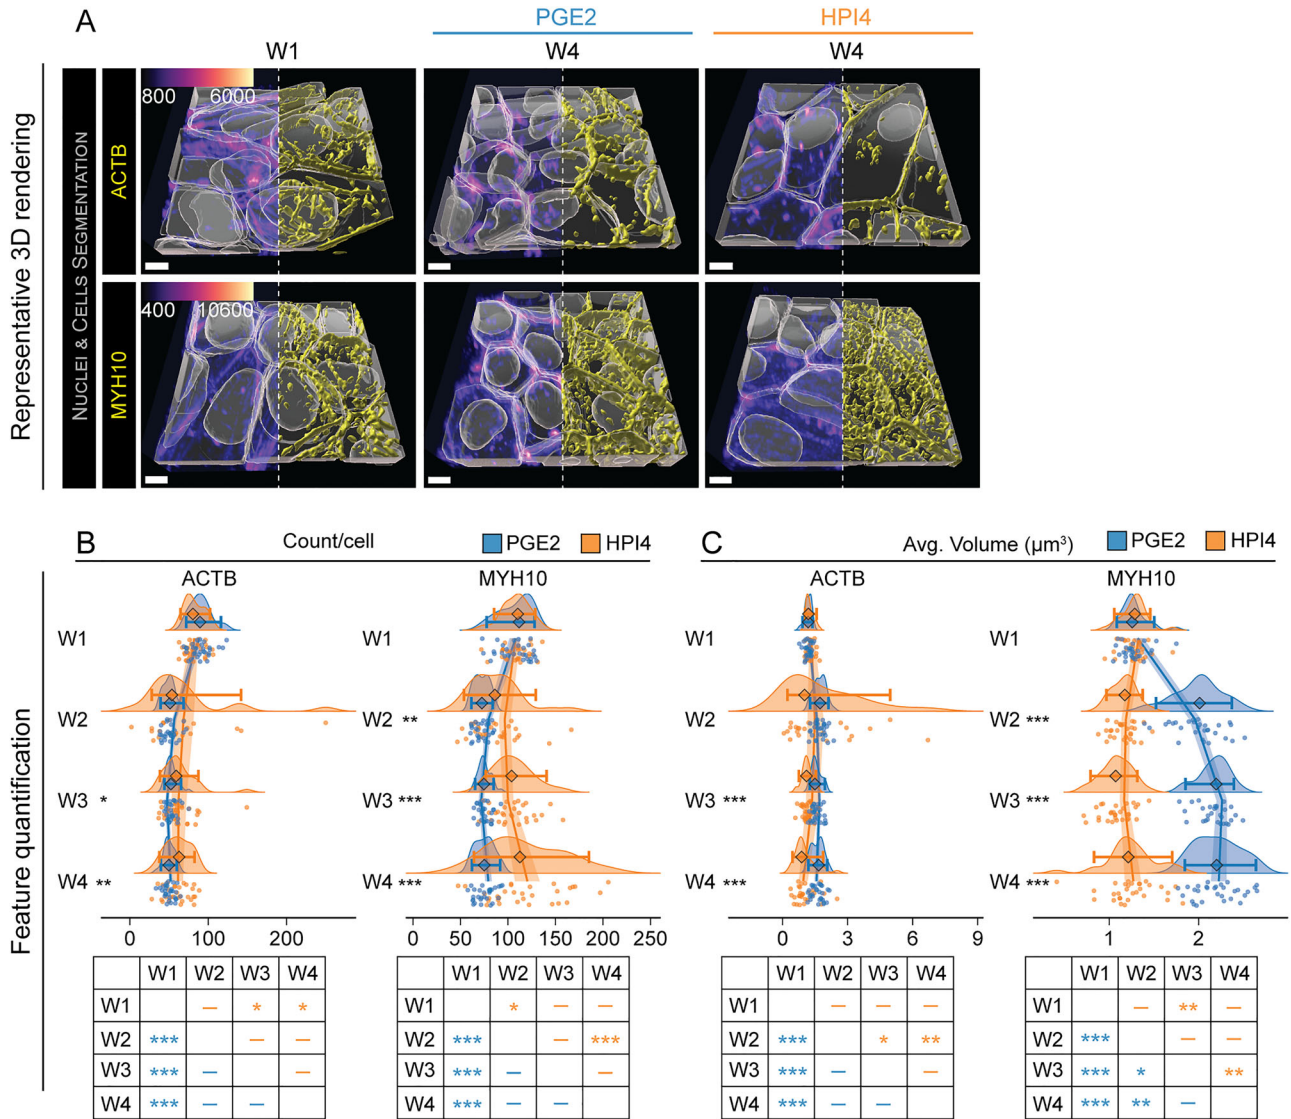 A
PGE2
HPI4
W1
W4
W4
Representative 3D rendering
NUCLEI & CELLS SEGMENTATION
ACTB
800 6000
MYH10
400 10600
B
Count/cell
PGE2
HPI4
C
Avg. Volume (µm³)
PGE2
HPI4
Feature quantification
ACTB
W1
W2
W3 *
W4 **
0 100 200
MYH10
W1
W2 **
W3 ***
W4 ***
0 50 100 150 200 250
ACTB
W1
W2
W3 ***
W4 ***
0 3 6 9
MYH10
W1
W2 ***
W3 ***
W4 ***
1 2
W1 W2 W3 W4
W1 – * *
W2 *** – –
W3 *** – –
W4 *** – –
W1 W2 W3 W4
W1 * – –
W2 *** – ***
W3 *** – –
W4 *** – –
W1 W2 W3 W4
W1 – – –
W2 *** * **
W3 *** – –
W4 *** – –
W1 W2 W3 W4
W1 – ** –
W2 *** – –
W3 *** * **
W4 *** ** –